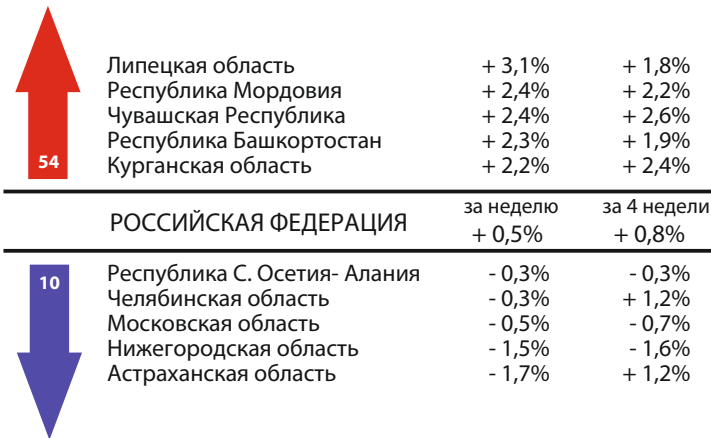 Липецкая область + 3,1% + 1,8%
Республика Мордовия + 2,4% + 2,2%
Чувашская Республика + 2,4% + 2,6%
Республика Башкортостан + 2,3% + 1,9%
54 Курганская область + 2,2% + 2,4%
за неделю за 4 недели
РОССИЙСКАЯ ФЕДЕРАЦИЯ + 0,5% + 0,8%
Республика С. Осетия- Алания - 0,3% - 0,3%
10 Челябинская область - 0,3% + 1,2%
Московская область - 0,5% - 0,7%
Нижегородская область - 1,5% - 1,6%
Астраханская область - 1,7% + 1,2%